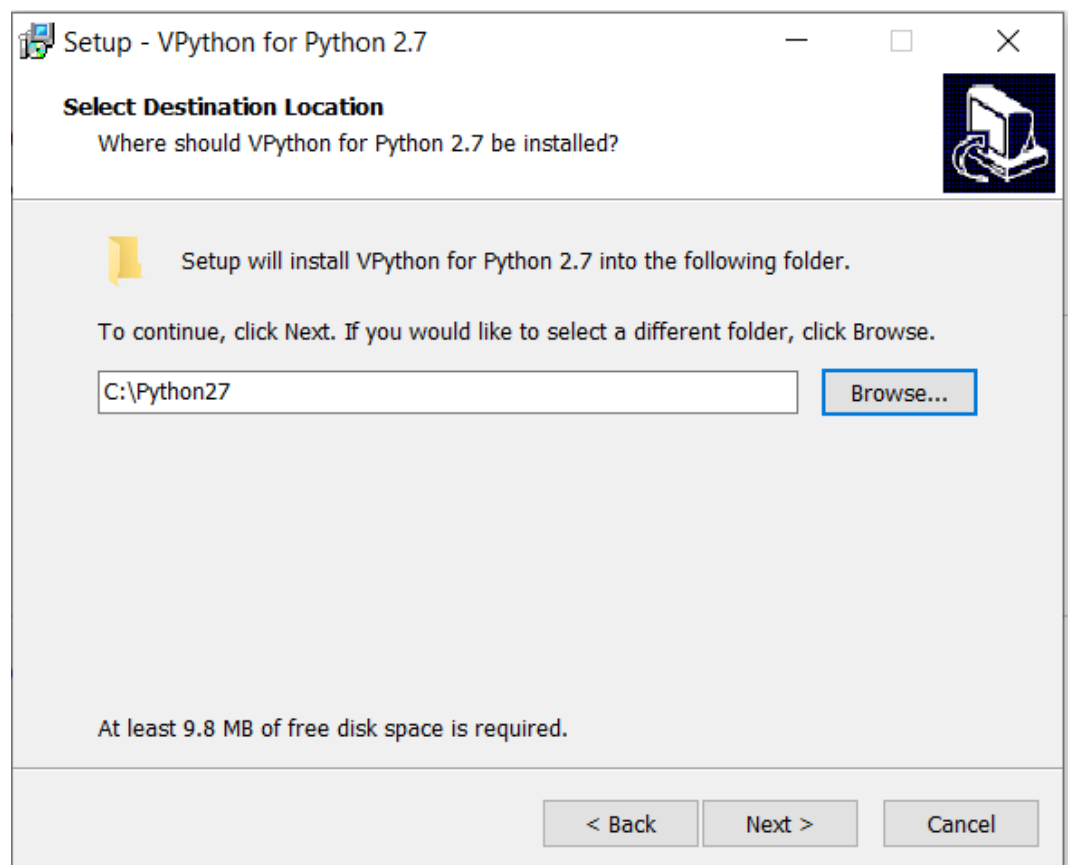 Setup - VPython for Python 2.7
Select Destination Location
Where should VPython for Python 2.7 be installed?
Setup will install VPython for Python 2.7 into the following folder.
To continue, click Next. If you would like to select a different folder, click Browse.
C:\Python27
Browse...
At least 9.8 MB of free disk space is required.
< Back
Next >
Cancel